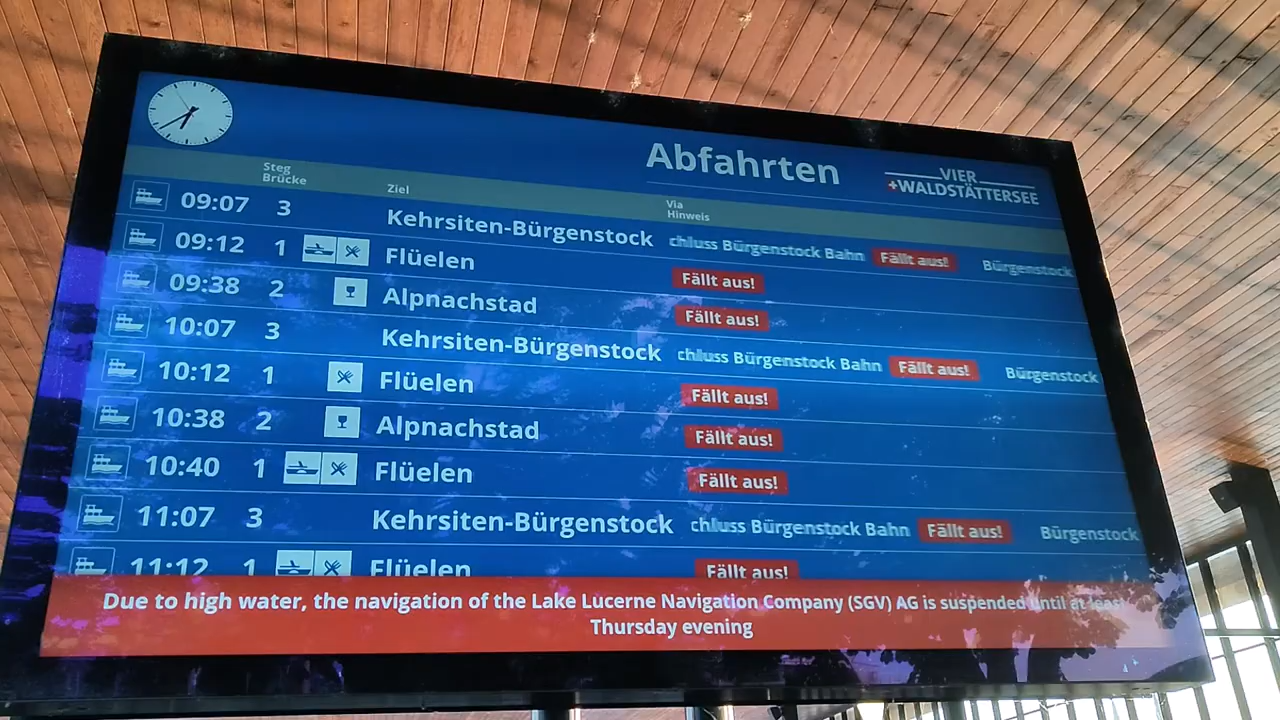 Abfahrten
VIER
WALDSTÄTTERSEE
Steg
Brücke
Ziel
Via
Hinweis
09:07 3 Kehrsiten-Bürgenstock chluss Bürgenstock Bahn Fällt aus! Bürgenstock
09:12 1 Flüelen Fällt aus!
09:38 2 Alpnachstad Fällt aus!
10:07 3 Kehrsiten-Bürgenstock chluss Bürgenstock Bahn Fällt aus! Bürgenstock
10:12 1 Flüelen Fällt aus!
10:38 2 Alpnachstad Fällt aus!
10:40 1 Flüelen Fällt aus!
11:07 3 Kehrsiten-Bürgenstock chluss Bürgenstock Bahn Fällt aus! Bürgenstock
11:12 1 Flüelen Fällt aus!
Due to high water, the navigation of the Lake Lucerne Navigation Company (SGV) AG is suspended until at least
Thursday evening